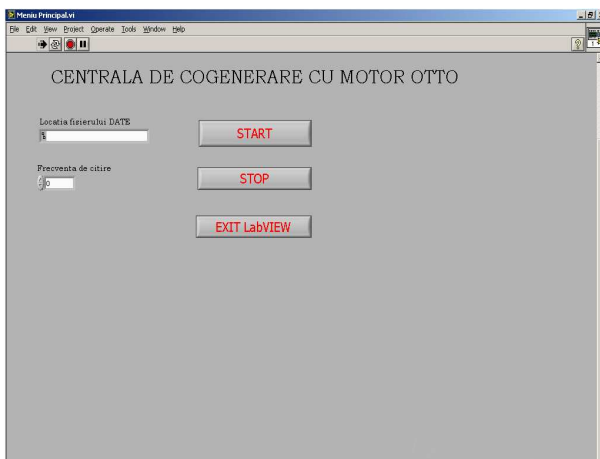 Meniu Principal.vi
File Edit View Project Operate Tools Window Help
CENTRALA DE COGENERARE CU MOTOR OTTO
Locatia fisierului DATE
START
Frecventa de citire
0
STOP
EXIT LabVIEW